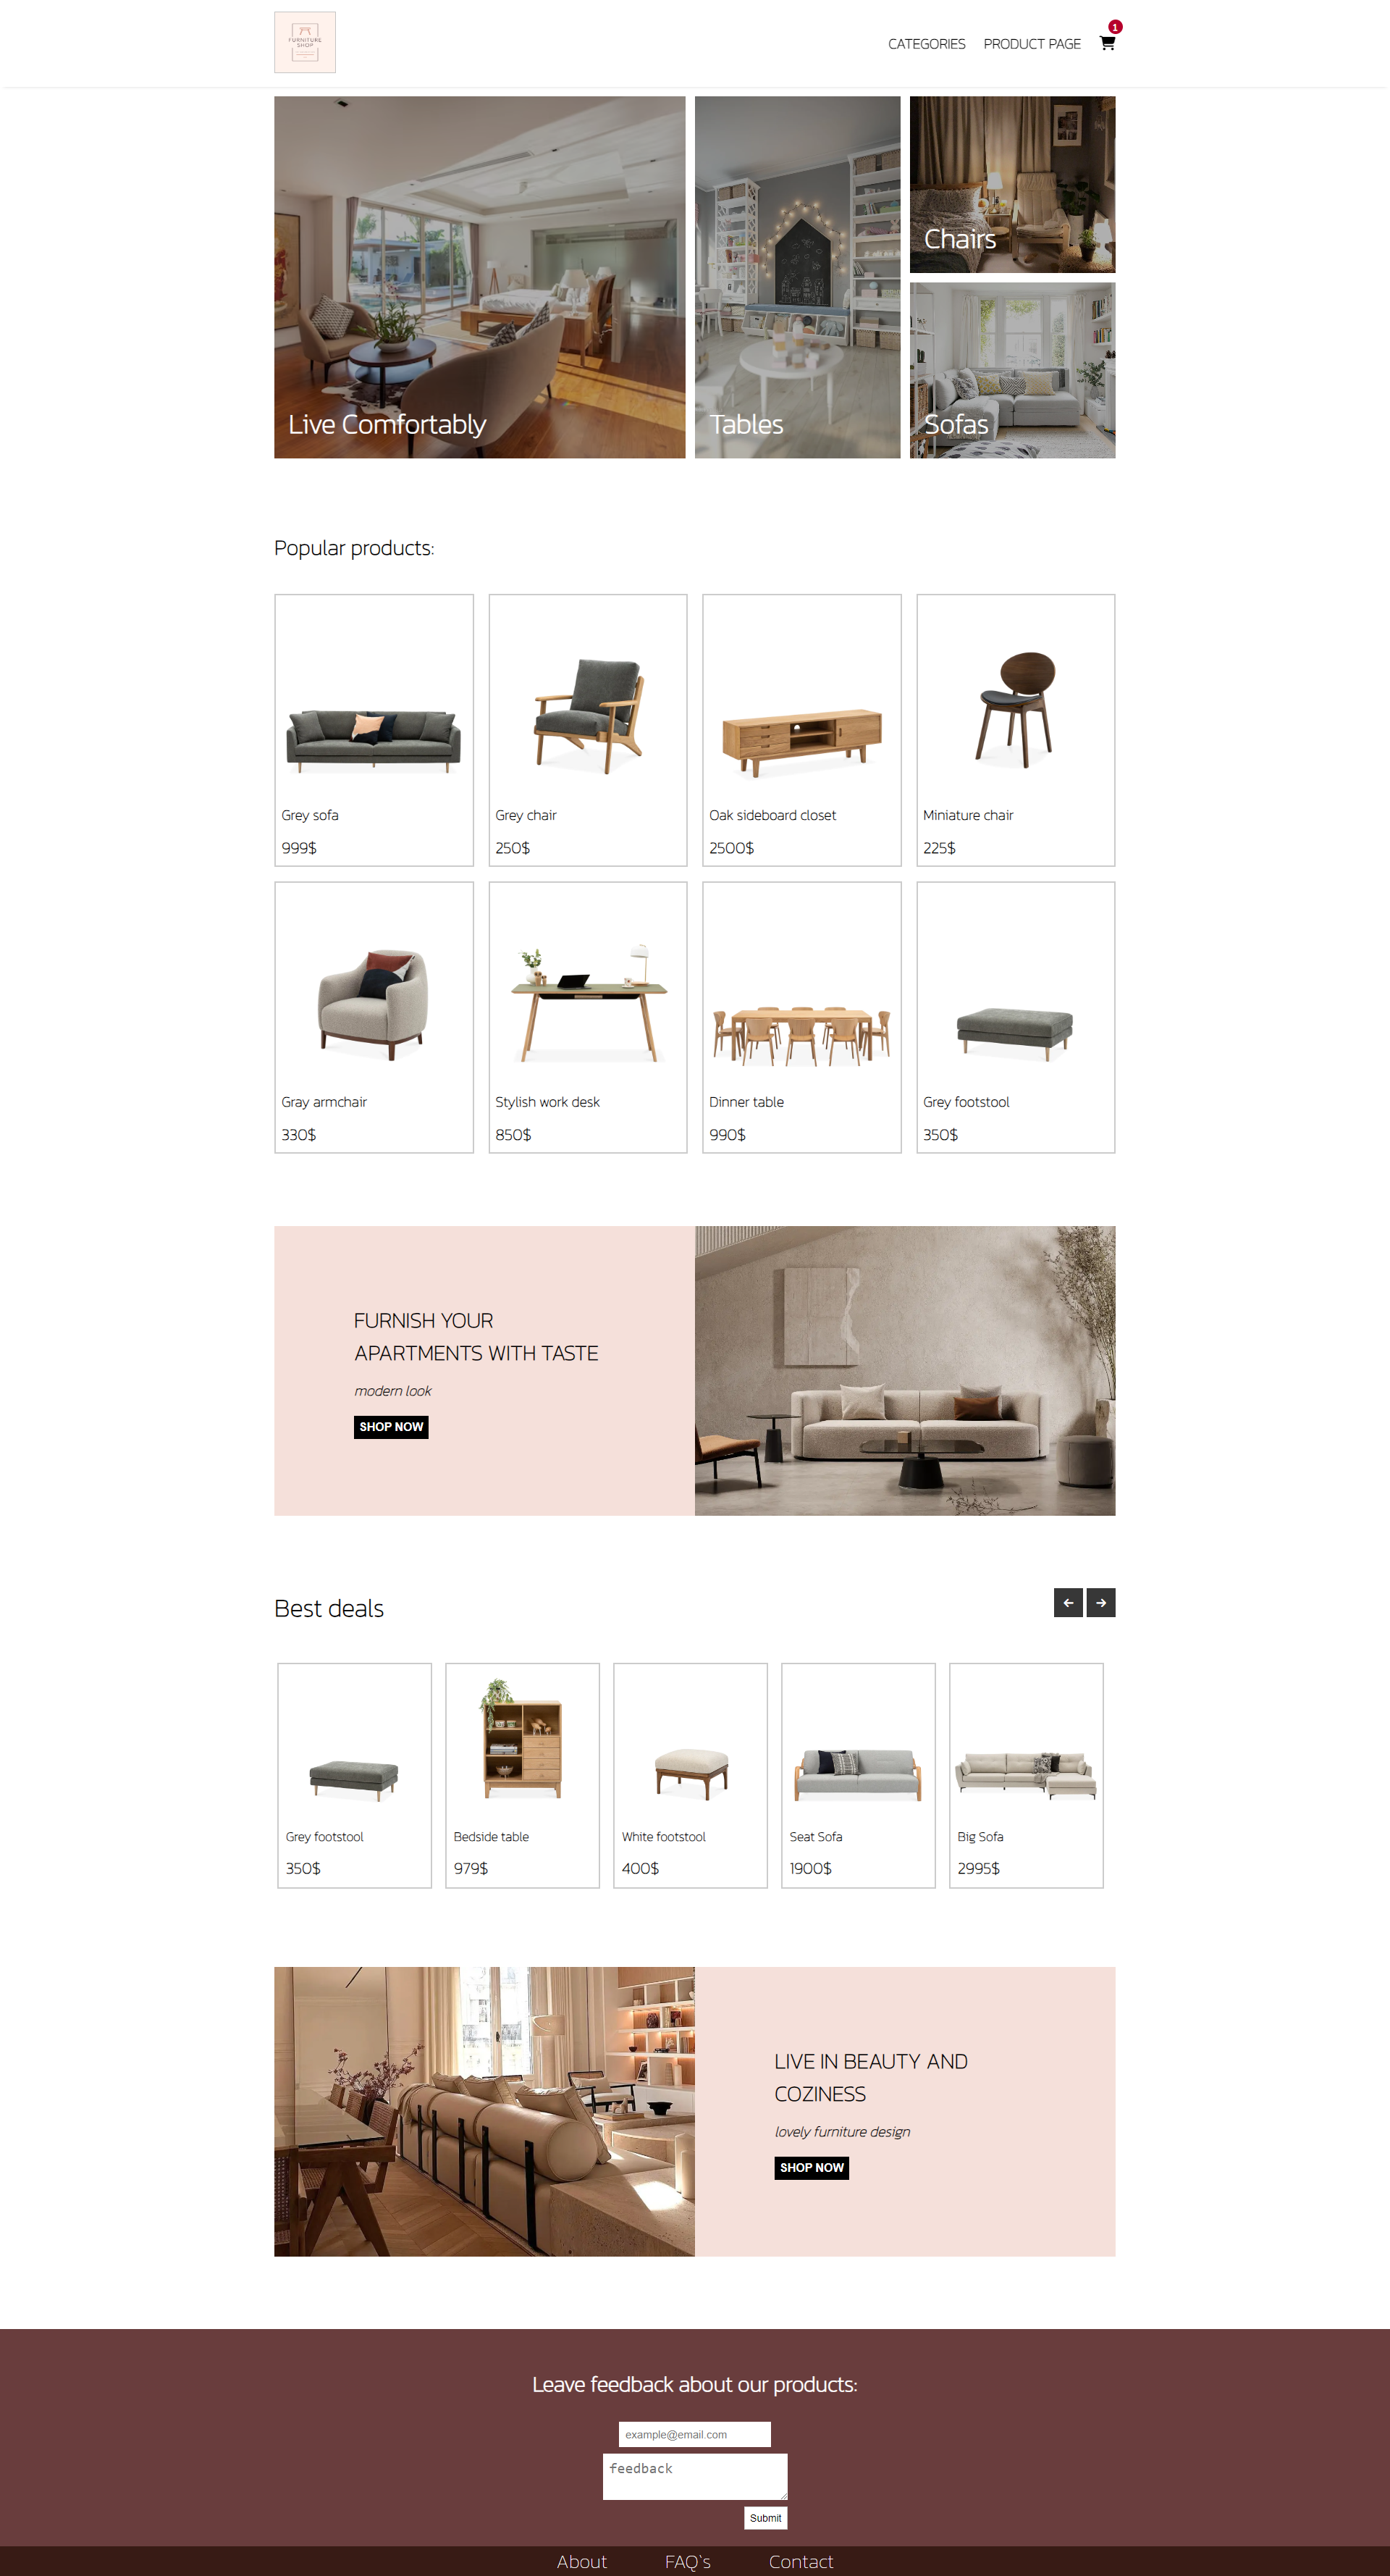 FURNITURE
SHOP
CATEGORIES
PRODUCT PAGE
1
Live Comfortably
Tables
Chairs
Sofas
Popular products:
Grey sofa
999$
Grey chair
250$
Oak sideboard closet
2500$
Miniature chair
225$
Gray armchair
330$
Stylish work desk
850$
Dinner table
990$
Grey footstool
350$
FURNISH YOUR
APARTMENTS WITH TASTE
modern look
SHOP NOW
Best deals
Grey footstool
350$
Bedside table
979$
White footstool
400$
Seat Sofa
1900$
Big Sofa
2995$
LIVE IN BEAUTY AND
COZINESS
lovely furniture design
SHOP NOW
Leave feedback about our products:
example@email.com
feedback
Submit
About
FAQ`s
Contact